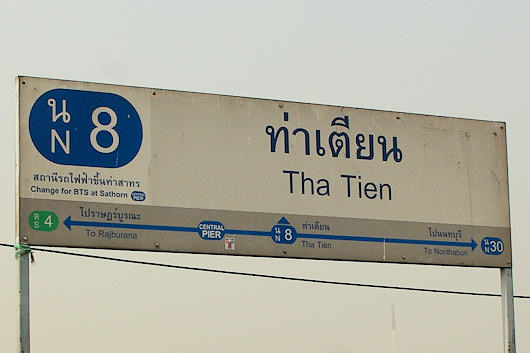 น
N 8
ท่าเตียน
Tha Tien
สถานีรถไฟฟ้าขึ้นท่าสาทร
Change for BTS at Sathorn
ต
S 4
ไปราษฎร์บูรณะ
To Rajburana
CENTRAL
PIER
น
N 8
ท่าเตียน
Tha Tien
ไปนนทบุรี
To Nonthaburi
น
N 30